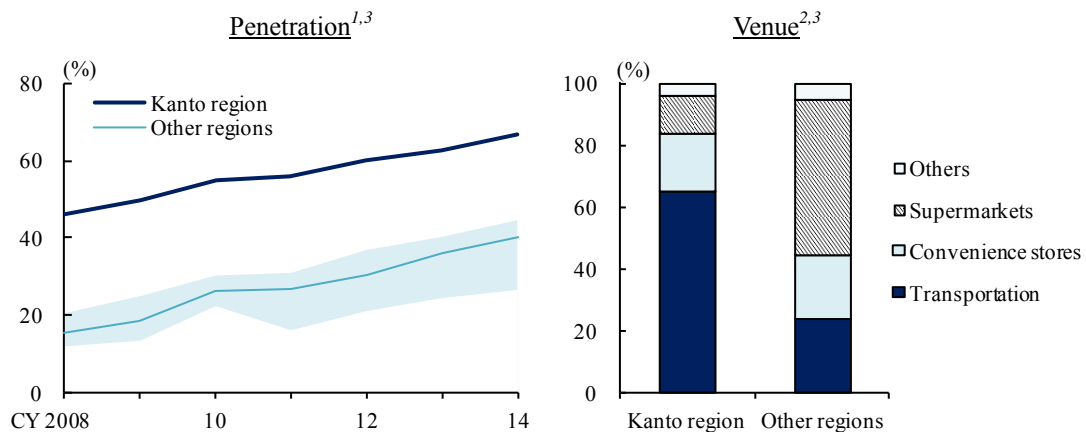 Penetration1,3
(%)
80
60
40
20
0
Kanto region
Other regions
CY 2008
10
12
14
Venue2,3
(%)
100
80
60
40
20
0
Kanto region
Other regions
Others
Supermarkets
Convenience stores
Transportation